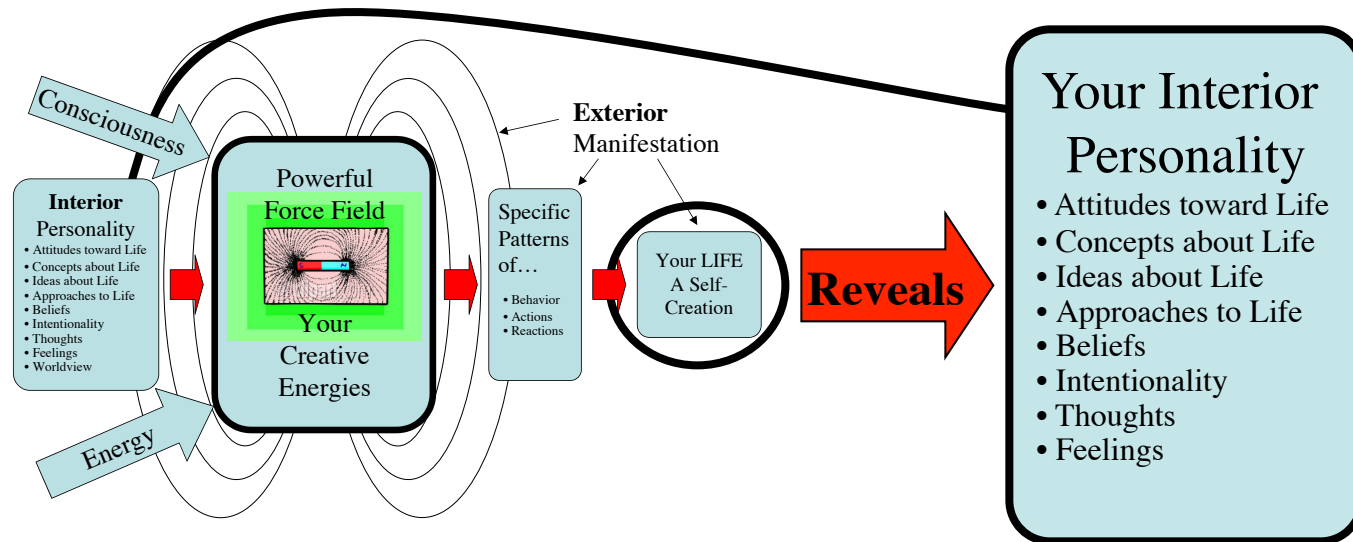 Consciousness
Interior
Personality
• Attitudes toward Life
• Concepts about Life
• Ideas about Life
• Approaches to Life
• Beliefs
• Intentionality
• Thoughts
• Feelings
• Worldview
Energy
Powerful
Force Field
Your
Creative
Energies
Exterior
Manifestation
Specific
Patterns
of…
• Behavior
• Actions
• Reactions
Your LIFE
A Self-
Creation
Reveals
Your Interior
Personality
• Attitudes toward Life
• Concepts about Life
• Ideas about Life
• Approaches to Life
• Beliefs
• Intentionality
• Thoughts
• Feelings